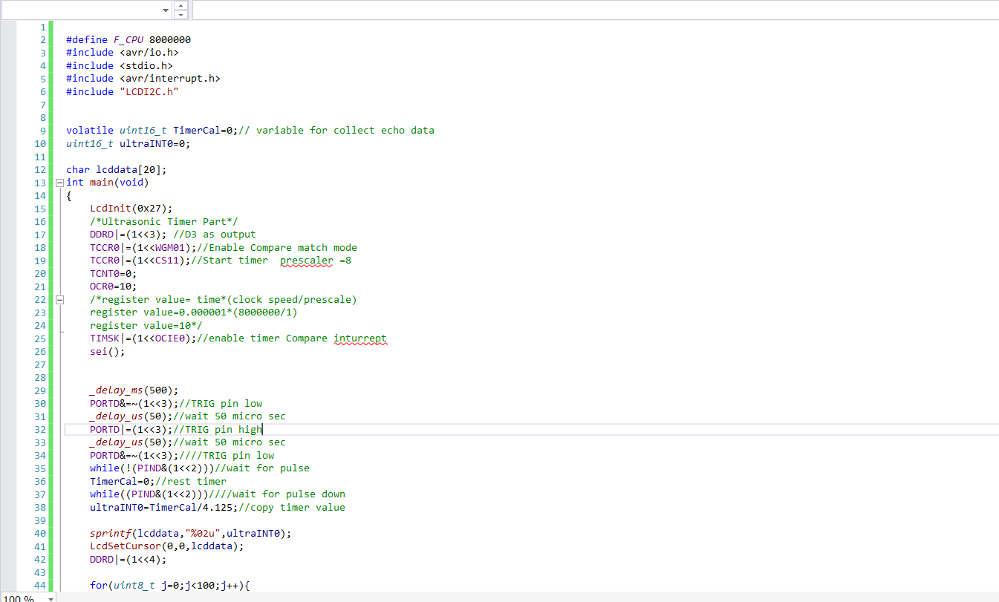 1
2 #define F_CPU 8000000
3 #include <avr/io.h>
4 #include <stdio.h>
5 #include <avr/interrupt.h>
6 #include "LCDI2C.h"
7
8
9 volatile uint16_t TimerCal=0;// variable for collect echo data
10 uint16_t ultraINT0=0;
11
12 char lcddata[20];
13 int main(void)
14 {
15 LcdInit(0x27);
16 /*Ultrasonic Timer Part*/
17 DDRD|=(1<<3); //D3 as output
18 TCCR0|=(1<<WGM01);//Enable Compare match mode
19 TCCR0|=(1<<CS11);//Start timer  prescaler =8
20 TCNT0=0;
21 OCR0=10;
22 /*register value= time*(clock speed/prescale)
23 register value=0.000001*(8000000/1)
24 register value=10*/
25 TIMSK|=(1<<OCIE0);//enable timer Compare inturrept
26 sei();
27
28
29 _delay_ms(500);
30 PORTD&=~(1<<3);//TRIG pin low
31 _delay_us(50);//wait 50 micro sec
32 PORTD|=(1<<3);//TRIG pin high
33 _delay_us(50);//wait 50 micro sec
34 PORTD&=~(1<<3);////TRIG pin low
35 while(!(PIND&(1<<2)))//wait for pulse
36 TimerCal=0;//rest timer
37 while((PIND&(1<<2)))////wait for pulse down
38 ultraINT0=TimerCal/4.125;//copy timer value
39
40 sprintf(lcddata,"%02u",ultraINT0);
41 LcdSetCursor(0,0,lcddata);
42 DDRD|=(1<<4);
43
44 for(uint8_t j=0;j<100;j++){
100 %